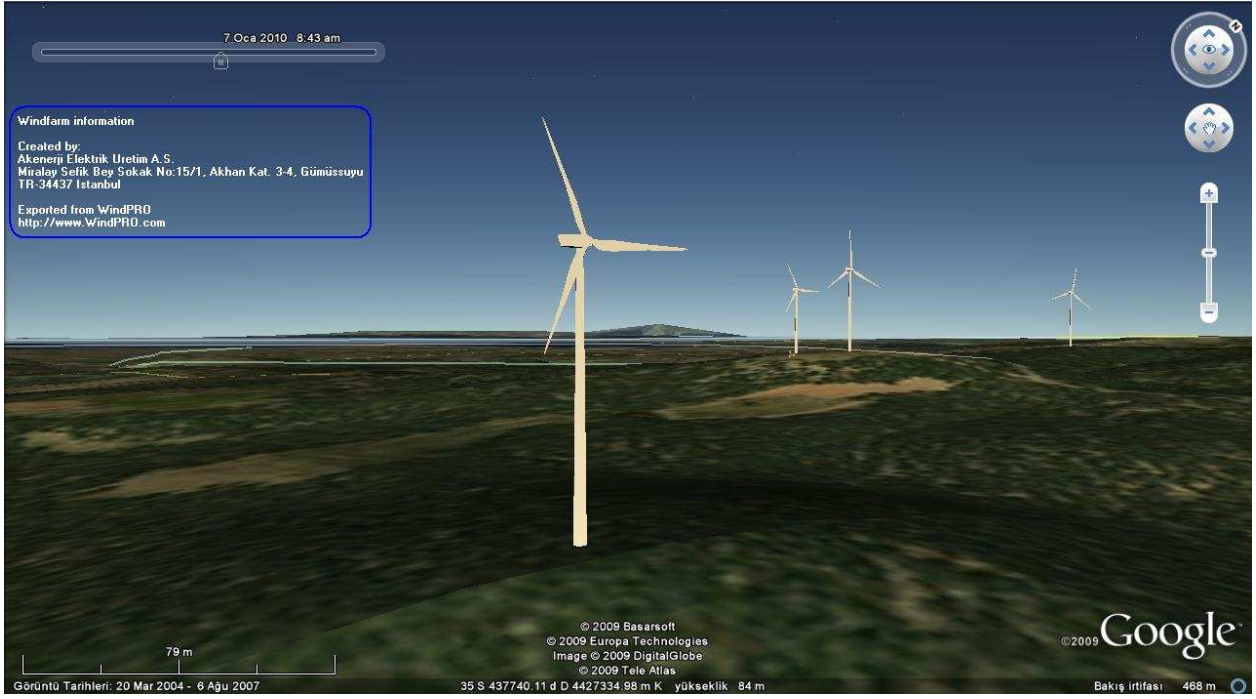 7 Oca 2010 8:43 am
N
Windfarm information
Created by:
Akenerji Elektrik Uretim A.S.
Miralay Sefik Bey Sokak No:15/1, Akhan Kat. 3-4, Gümüssuyu
TR-34437 Istanbul
Exported from WindPRO
http://www.WindPRO.com
79 m
© 2009 Basarsoft
© 2009 Europa Technologies
Image © 2009 DigitalGlobe
© 2009 Tele Atlas
©2009 Google
Görüntü Tarihleri: 20 Mar 2004 - 6 Ağu 2007
35 S 437740.11 d D 4427334.98 m K yükseklik 84 m
Bakış irtifası 468 m